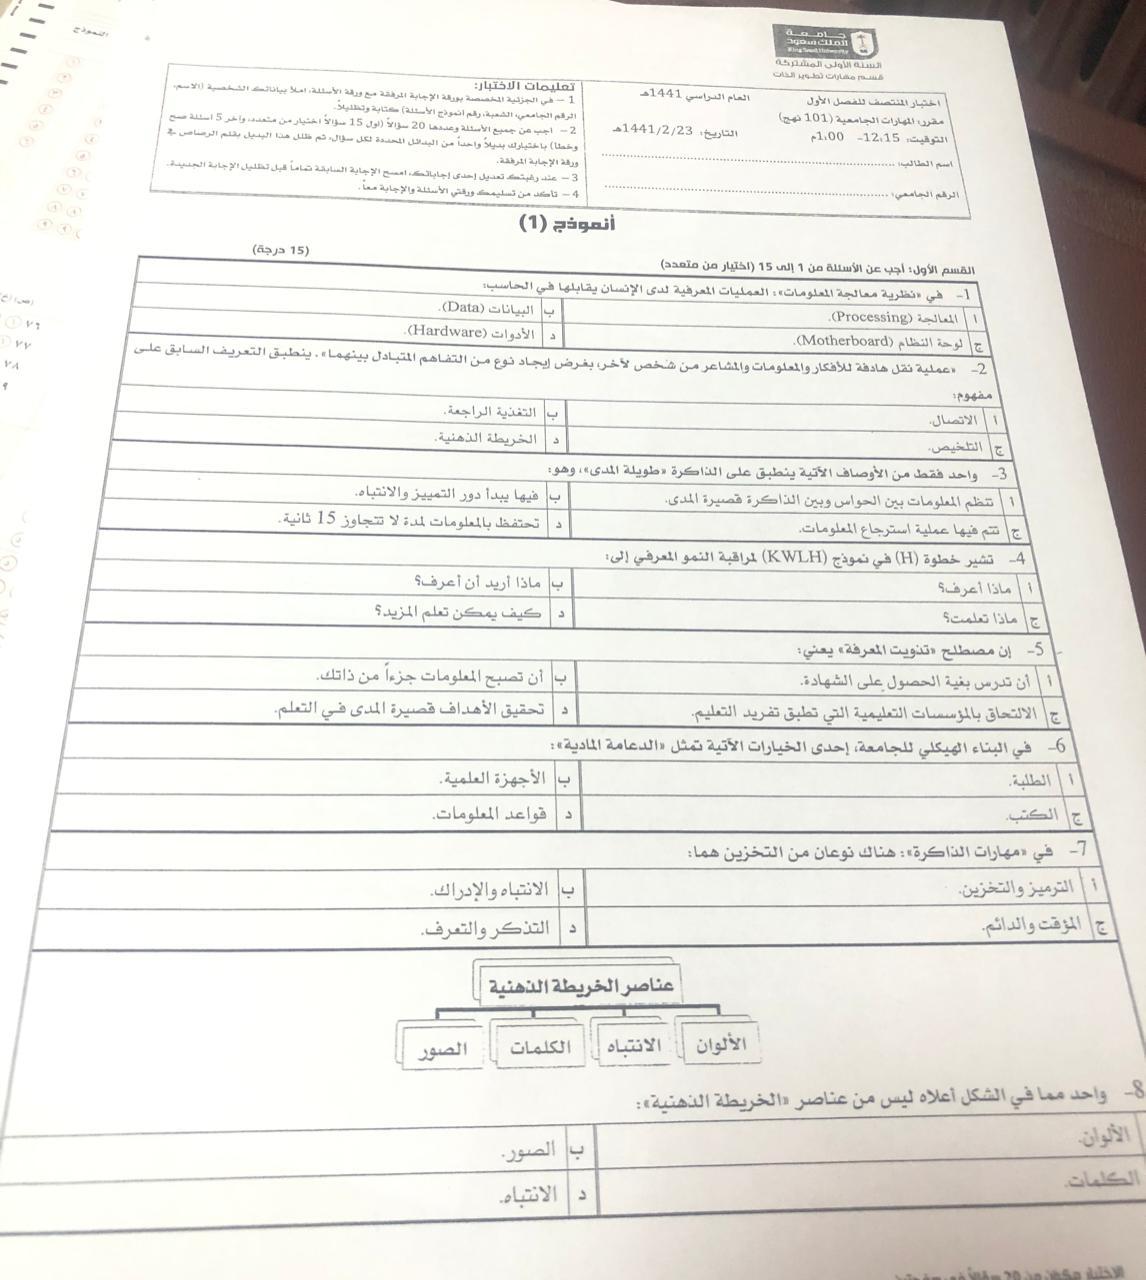 النموذج
جامعة
الملك سعود
King Saud University
السنة الأولى المشتركة
قسم مهارات تطوير الذات
اختبار المنتصف للفصل الأول
العام الدراسي 1441هـ
مقرر: المهارات الجامعية (101 نهج)
التوقيت: 12،15- 1،00م
التاريخ: 1441/2/23هـ
اسم الطالب:
الرقم الجامعي:
تعليمات الاختبار:
1 – في الجزئية المخصصة بورقة الإجابة المرفقة مع ورقة الأسئلة، املأ بياناتك الشخصية (الاسم،
الرقم الجامعي، الشعبة، رقم أنموذج الأسئلة) كتابة وتظليلاً.
2 – أجب عن جميع الأسئلة وعددها 20 سؤالاً (أول 15 سؤالاً اختيار من متعدد، وآخر 5 أسئلة صح
وخطأ) باختيارك بديلاً واحداً من البدائل المحددة لكل سؤال، ثم ظلل هذا البديل بقلم الرصاص في
ورقة الإجابة المرفقة.
3 – عند رغبتك تعديل إحدى إجاباتك، امسح الإجابة السابقة تماماً قبل تظليل الإجابة الجديدة.
4 – تأكد من تسليمك ورقتي الأسئلة والإجابة معاً.
أنموذج (1)
القسم الأول: أجب عن الأسئلة من 1 إلى 15 (اختيار من متعدد) (15 درجة)
1- في «نظرية معالجة المعلومات»: العمليات المعرفية لدى الإنسان يقابلها في الحاسب:
أ المعالجة (Processing). ب البيانات (Data).
ج لوحة النظام (Motherboard). د الأدوات (Hardware).
2- «عملية نقل هادفة للأفكار والمعلومات والمشاعر من شخص لآخر، بغرض إيجاد نوع من التفاهم المتبادل بينهما». ينطبق التعريف السابق على
مفهوم:
أ الاتصال. ب التغذية الراجعة.
ج التلخيص. د الخريطة الذهنية.
3- واحد فقط من الأوصاف الآتية ينطبق على الذاكرة «طويلة المدى»، وهو:
أ تنظم المعلومات بين الحواس وبين الذاكرة قصيرة المدى. ب فيها يبدأ دور التمييز والانتباه.
ج تتم فيها عملية استرجاع المعلومات. د تحتفظ بالمعلومات لمدة لا تتجاوز 15 ثانية.
4- تشير خطوة (H) في نموذج (KWLH) لمراقبة النمو المعرفي إلى:
أ ماذا أعرف؟ ب ماذا أريد أن أعرف؟
ج ماذا تعلمت؟ د كيف يمكن تعلم المزيد؟
5- إن مصطلح «تذويت المعرفة» يعني:
أ أن تدرس بغية الحصول على الشهادة. ب أن تصبح المعلومات جزءاً من ذاتك.
ج الالتحاق بالمؤسسات التعليمية التي تطبق تفريد التعليم. د تحقيق الأهداف قصيرة المدى في التعلم.
6- في البناء الهيكلي للجامعة، إحدى الخيارات الآتية تمثل «الدعامة المادية»:
أ الطلبة. ب الأجهزة العلمية.
ج الكتب. د قواعد المعلومات.
7- في «مهارات الذاكرة»: هناك نوعان من التخزين هما:
أ الترميز والتخزين. ب الانتباه والإدراك.
ج المؤقت والدائم. د التذكر والتعرف.
عناصر الخريطة الذهنية
الألوان الانتباه الكلمات الصور
8- واحد مما في الشكل أعلاه ليس من عناصر «الخريطة الذهنية»:
الألوان. ب الصور.
الكلمات. د الانتباه.